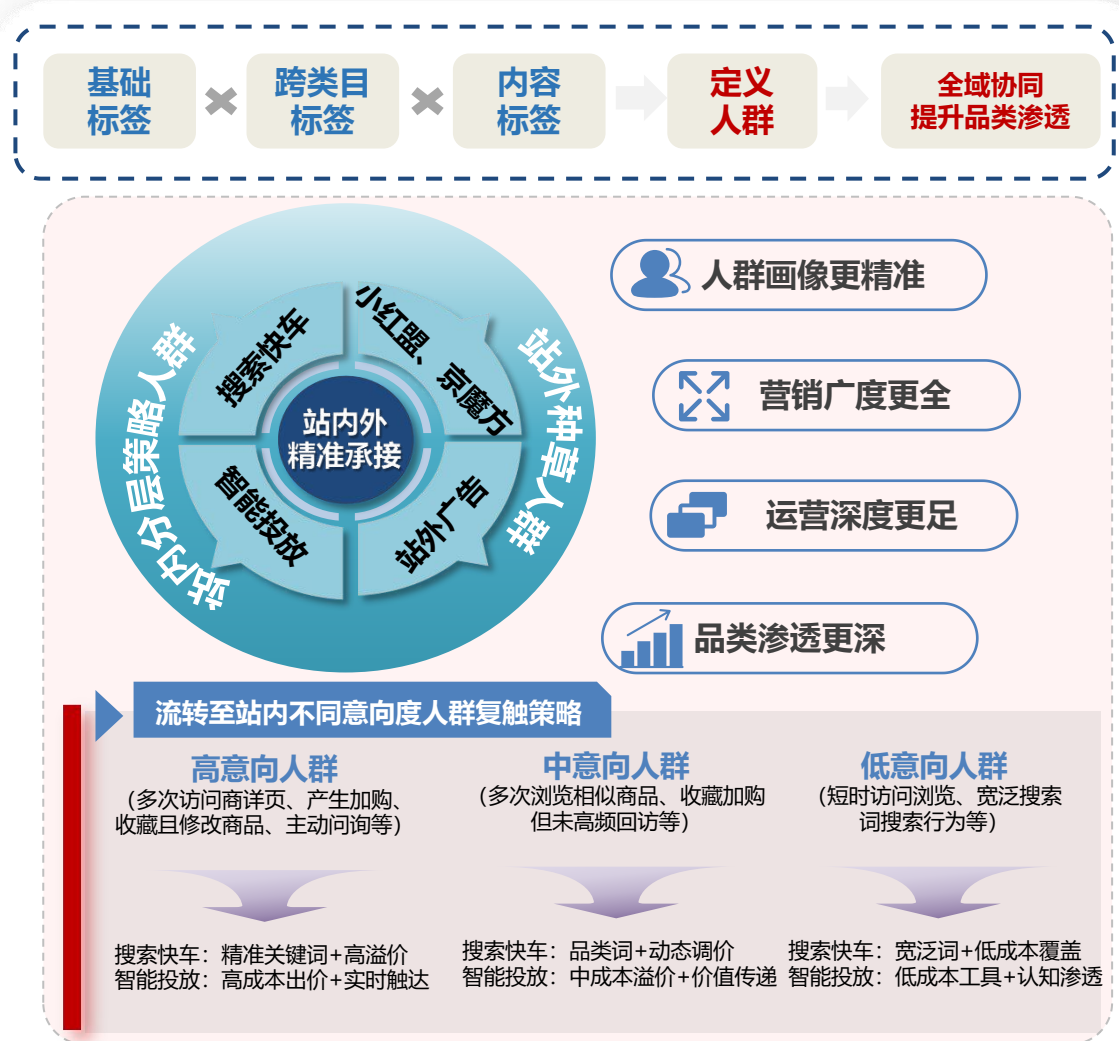 基础
标签
跨类目
标签
内容
标签
定义
人群
全域协同
提升品类渗透
站内分层策略人群
搜索快车
小红盟、京魔方
站外种草人群
站内外
精准承接
智能投放
站外广告
人群画像更精准
营销广度更全
运营深度更足
品类渗透更深
流转至站内不同意向度人群复触策略
高意向人群
（多次访问商详页、产生加购、
收藏且修改商品、主动问询等）
搜索快车：精准关键词+高溢价
智能投放：高成本出价+实时触达
中意向人群
（多次浏览相似商品、收藏加购
但未高频回访等）
搜索快车：品类词+动态调价
智能投放：中成本溢价+价值传递
低意向人群
（短时访问浏览、宽泛搜索
词搜索行为等）
搜索快车：宽泛词+低成本覆盖
智能投放：低成本工具+认知渗透